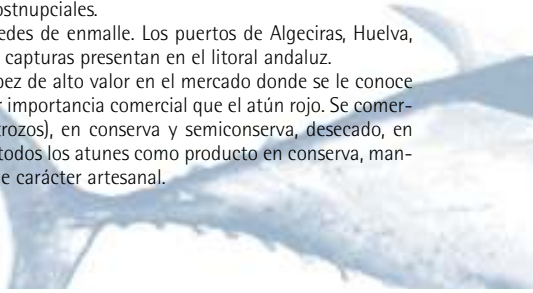 ostnupciales.
edes de enmalle. Los puertos de Algeciras, Huelva,
capturas presentan en el litoral andaluz.
pez de alto valor en el mercado donde se le conoce
r importancia comercial que el atún rojo. Se comer-
trozos), en conserva y semiconserva, desecado, en
todos los atunes como producto en conserva, man-
e carácter artesanal.